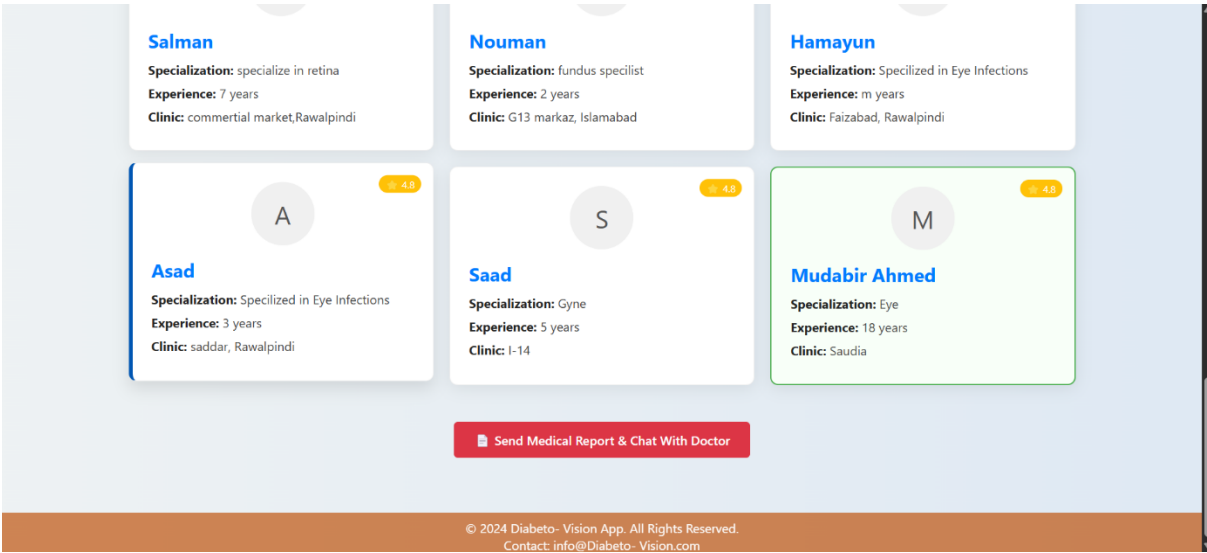 Salman
Specialization: specialize in retina
Experience: 7 years
Clinic: commertial market,Rawalpindi
Nouman
Specialization: fundus specilist
Experience: 2 years
Clinic: G13 markaz, Islamabad
Hamayun
Specialization: Specilized in Eye Infections
Experience: m years
Clinic: Faizabad, Rawalpindi
4.8
A
Asad
Specialization: Specilized in Eye Infections
Experience: 3 years
Clinic: saddar, Rawalpindi
4.8
S
Saad
Specialization: Gyne
Experience: 5 years
Clinic: I-14
4.8
M
Mudabir Ahmed
Specialization: Eye
Experience: 18 years
Clinic: Saudia
Send Medical Report & Chat With Doctor
© 2024 Diabeto- Vision App. All Rights Reserved.
Contact: info@Diabeto- Vision.com